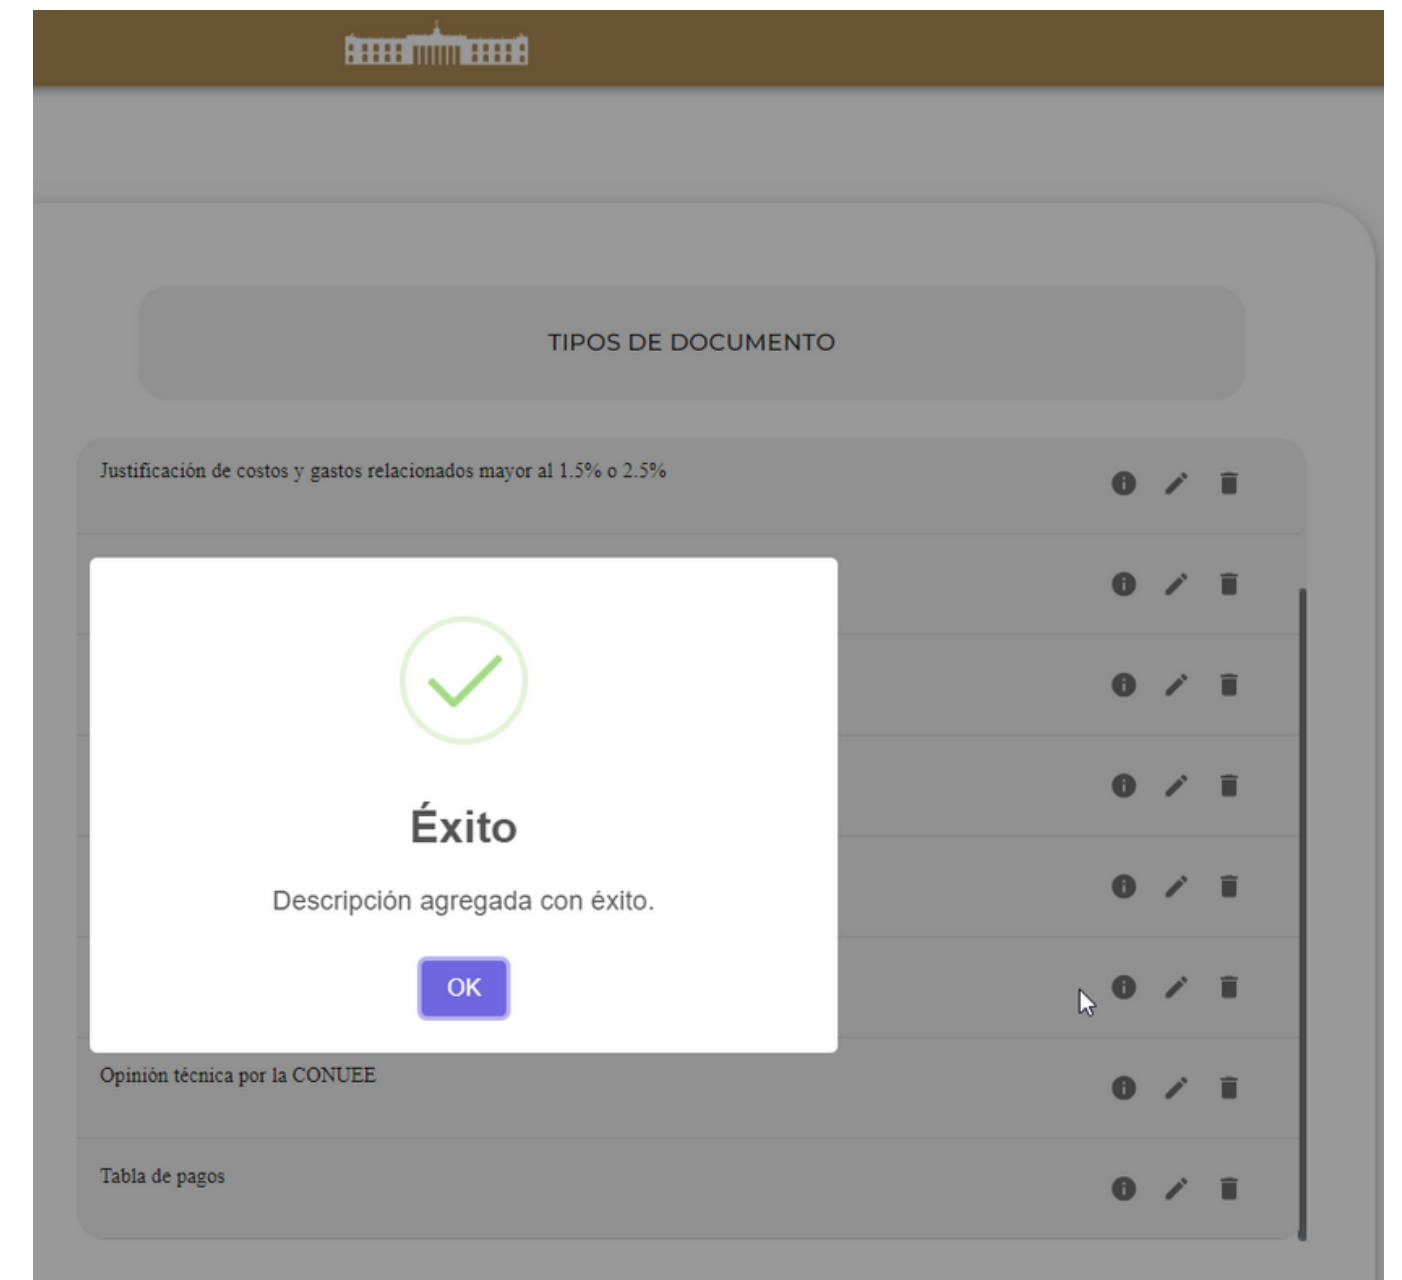 TIPOS DE DOCUMENTO
Justificación de costos y gastos relacionados mayor al 1.5% o 2.5%
Éxito
Descripción agregada con éxito.
OK
Opinión técnica por la CONUEE
Tabla de pagos